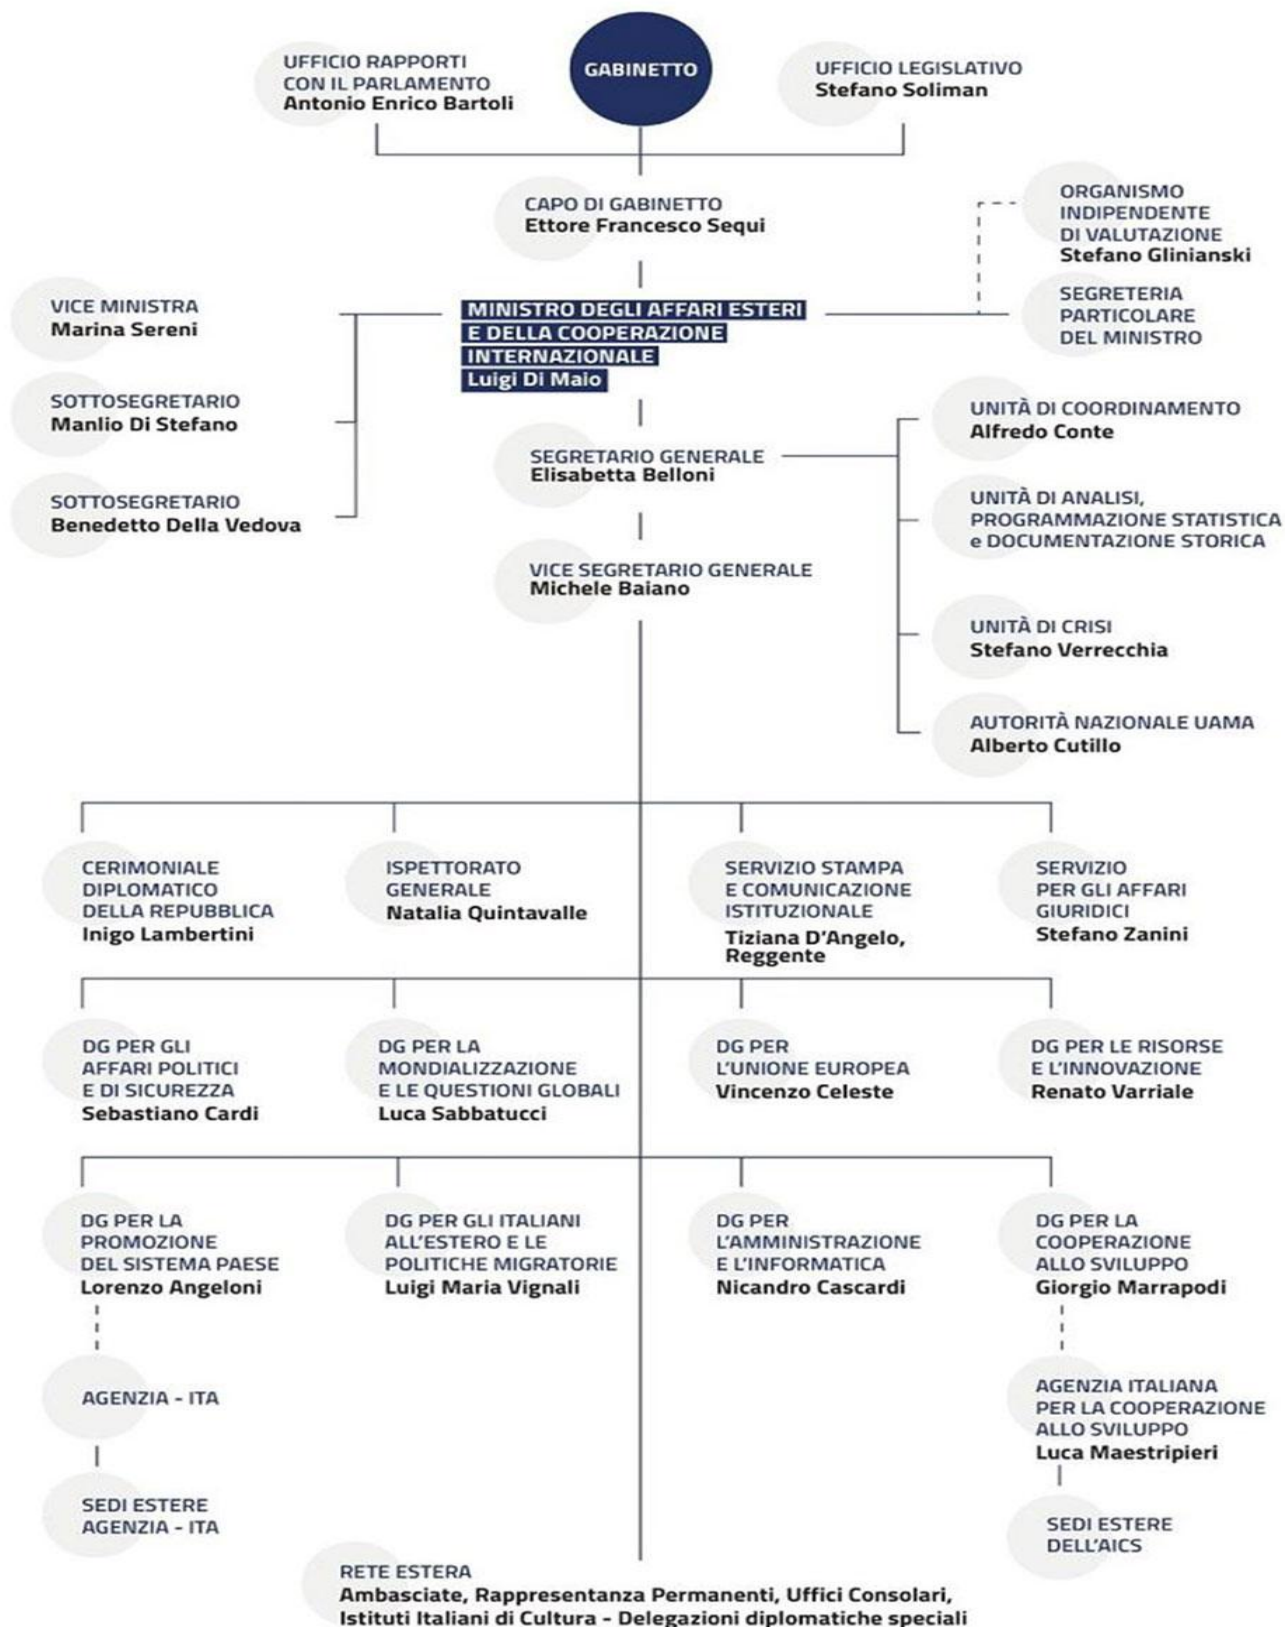 GABINETTO
UFFICIO RAPPORTI
CON IL PARLAMENTO
Antonio Enrico Bartoli
UFFICIO LEGISLATIVO
Stefano Soliman
CAPO DI GABINETTO
Ettore Francesco Sequi
ORGANISMO
INDIPENDENTE
DI VALUTAZIONE
Stefano Glinianski
VICE MINISTRA
Marina Sereni
MINISTRO DEGLI AFFARI ESTERI
E DELLA COOPERAZIONE
INTERNAZIONALE
Luigi Di Maio
SEGRETERIA
PARTICOLARE
DEL MINISTRO
SOTTOSEGRETARIO
Manlio Di Stefano
SOTTOSEGRETARIO
Benedetto Della Vedova
SEGRETARIO GENERALE
Elisabetta Belloni
UNITÀ DI COORDINAMENTO
Alfredo Conte
UNITÀ DI ANALISI,
PROGRAMMAZIONE STATISTICA
e DOCUMENTAZIONE STORICA
VICE SEGRETARIO GENERALE
Michele Baiano
UNITÀ DI CRISI
Stefano Verrecchia
AUTORITÀ NAZIONALE UAMA
Alberto Cutillo
CERIMONIALE
DIPLOMATICO
DELLA REPUBBLICA
Inigo Lambertini
ISPETTORATO
GENERALE
Natalia Quintavalle
SERVIZIO STAMPA
E COMUNICAZIONE
ISTITUZIONALE
Tiziana D'Angelo,
Reggente
SERVIZIO
PER GLI AFFARI
GIURIDICI
Stefano Zanini
DG PER GLI
AFFARI POLITICI
E DI SICUREZZA
Sebastiano Cardi
DG PER LA
MONDIALIZZAZIONE
E LE QUESTIONI GLOBALI
Luca Sabbatucci
DG PER
L'UNIONE EUROPEA
Vincenzo Celeste
DG PER LE RISORSE
E L'INNOVAZIONE
Renato Varriale
DG PER LA
PROMOZIONE
DEL SISTEMA PAESE
Lorenzo Angeloni
DG PER GLI ITALIANI
ALL'ESTERO E LE
POLITICHE MIGRATORIE
Luigi Maria Vignali
DG PER
L'AMMINISTRAZIONE
E L'INFORMATICA
Nicandro Cascardi
DG PER LA
COOPERAZIONE
ALLO SVILUPPO
Giorgio Marrapodi
AGENZIA - ITA
AGENZIA ITALIANA
PER LA COOPERAZIONE
ALLO SVILUPPO
Luca Maestripieri
SEDI ESTERE
AGENZIA - ITA
SEDI ESTERE
DELL'AICS
RETE ESTERA
Ambasciate, Rappresentanza Permanenti, Uffici Consolari,
Istituti Italiani di Cultura - Delegazioni diplomatiche speciali